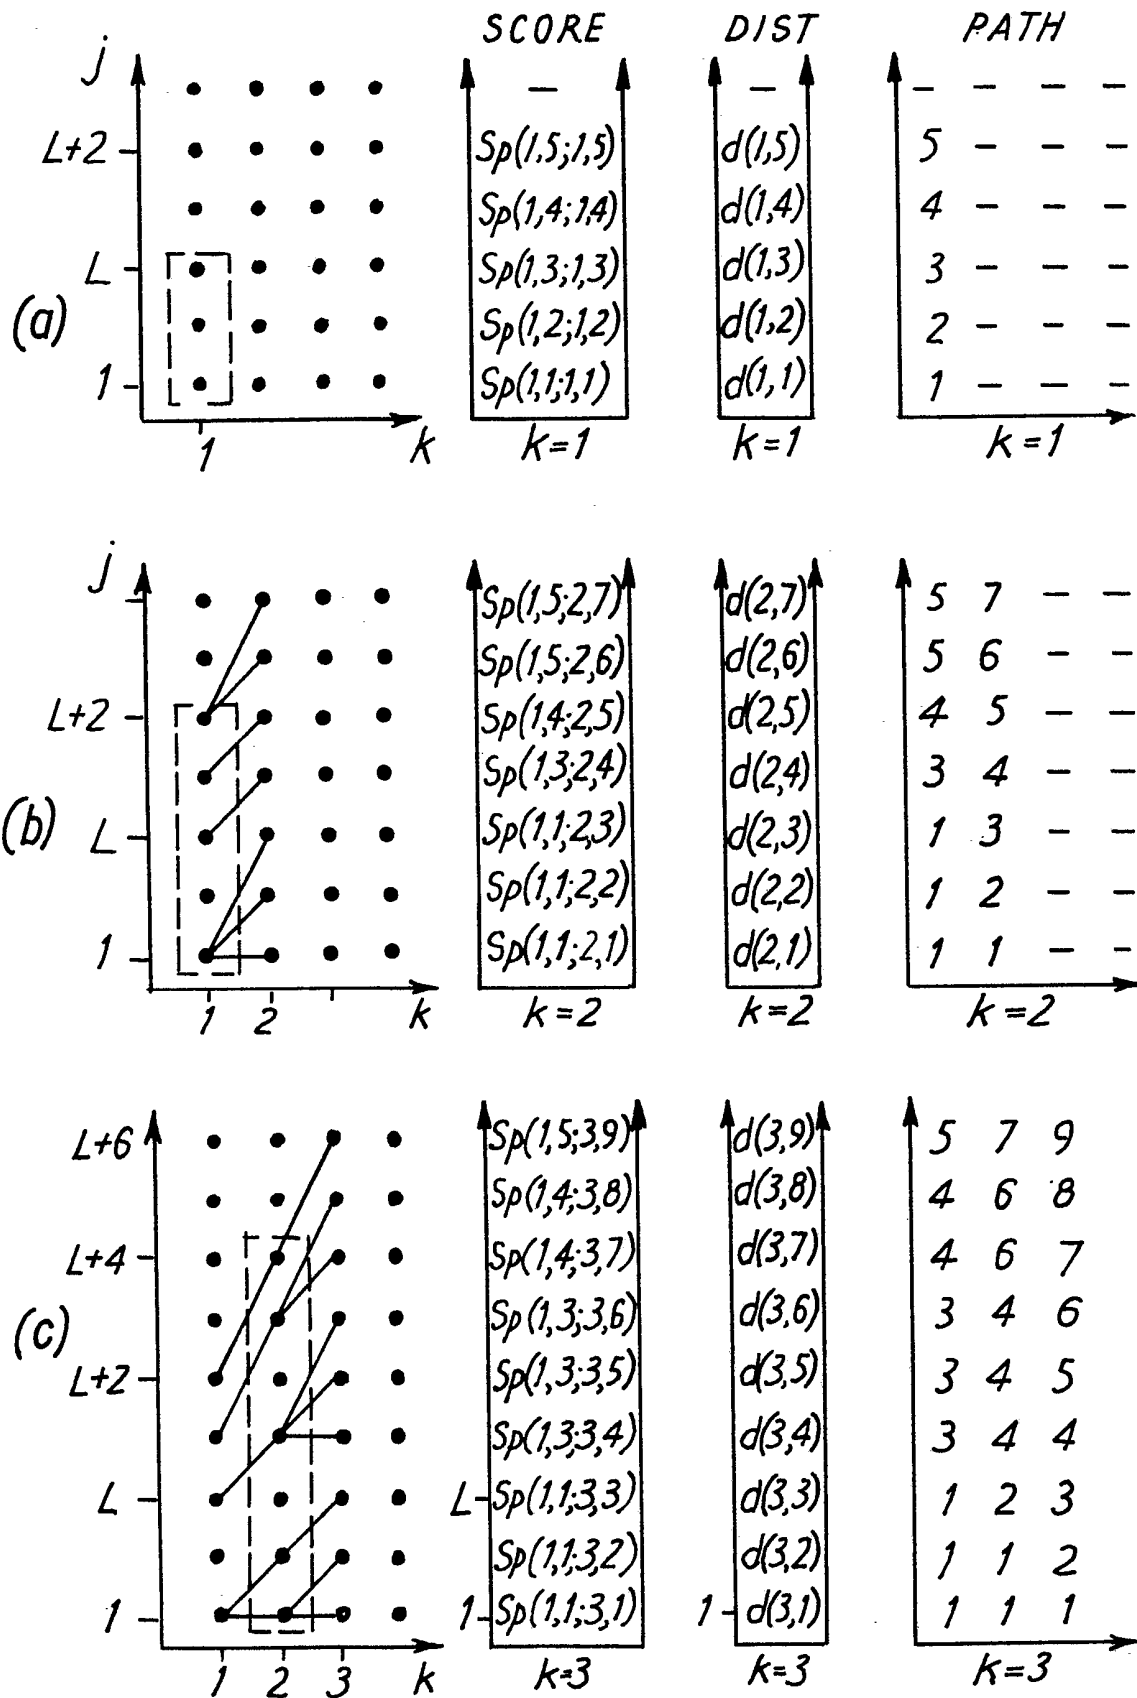 SCORE DIST PATH
j
– – – – – –
L+2 Sp(1,5;1,5) d(1,5) 5 – – –
Sp(1,4;1,4) d(1,4) 4 – – –
L Sp(1,3;1,3) d(1,3) 3 – – –
(a) Sp(1,2;1,2) d(1,2) 2 – – –
1 Sp(1,1;1,1) d(1,1) 1 – – –
1 k k=1 k=1 k=1
j
Sp(1,5;2,7) d(2,7) 5 7 – –
Sp(1,5;2,6) d(2,6) 5 6 – –
L+2 Sp(1,4;2,5) d(2,5) 4 5 – –
Sp(1,3;2,4) d(2,4) 3 4 – –
(b) L Sp(1,1;2,3) d(2,3) 1 3 – –
Sp(1,1;2,2) d(2,2) 1 2 – –
1 Sp(1,1;2,1) d(2,1) 1 1 – –
1 2 k k=2 k=2 k=2
L+6 Sp(1,5;3,9) d(3,9) 5 7 9
Sp(1,4;3,8) d(3,8) 4 6 8
L+4 Sp(1,4;3,7) d(3,7) 4 6 7
(c) Sp(1,3;3,6) d(3,6) 3 4 6
L+2 Sp(1,3;3,5) d(3,5) 3 4 5
Sp(1,3;3,4) d(3,4) 3 4 4
L L Sp(1,1;3,3) d(3,3) 1 2 3
Sp(1,1;3,2) d(3,2) 1 1 2
1 1 Sp(1,1;3,1) 1 d(3,1) 1 1 1
1 2 3 k k=3 k=3 k=3